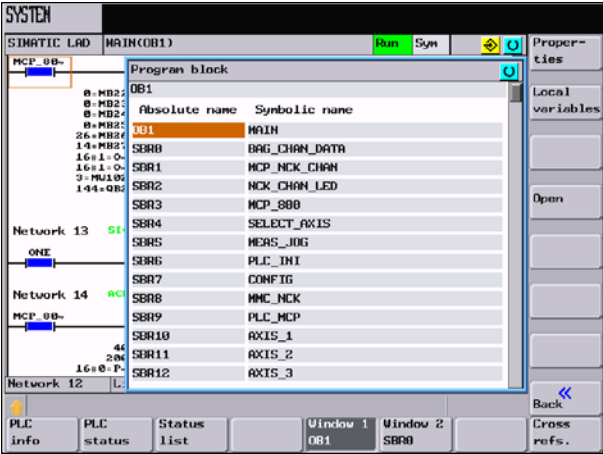 SYSTEM
SIMATIC LAD MAIN(OB1) Run Sym
Proper-
ties
MCP_80~
Program block
OB1
Absolute name Symbolic name
OB1 MAIN
SBR0 BAG_CHAN_DATA
SBR1 MCP_NCK_CHAN
SBR2 NCK_CHAN_LED
SBR3 MCP_800
SBR4 SELECT_AXIS
SBR5 MEAS_JOG
SBR6 PLC_INI
SBR7 CONFIG
SBR8 MMC_NCK
SBR9 PLC_MCP
SBR10 AXIS_1
SBR11 AXIS_2
SBR12 AXIS_3
Network 13
ONE
Network 14
MCP_80~
Network 12
Local
variables
Open
Back
PLC
info
PLC
status
Status
list
Window 1
OB1
Window 2
SBR0
Cross
refs.